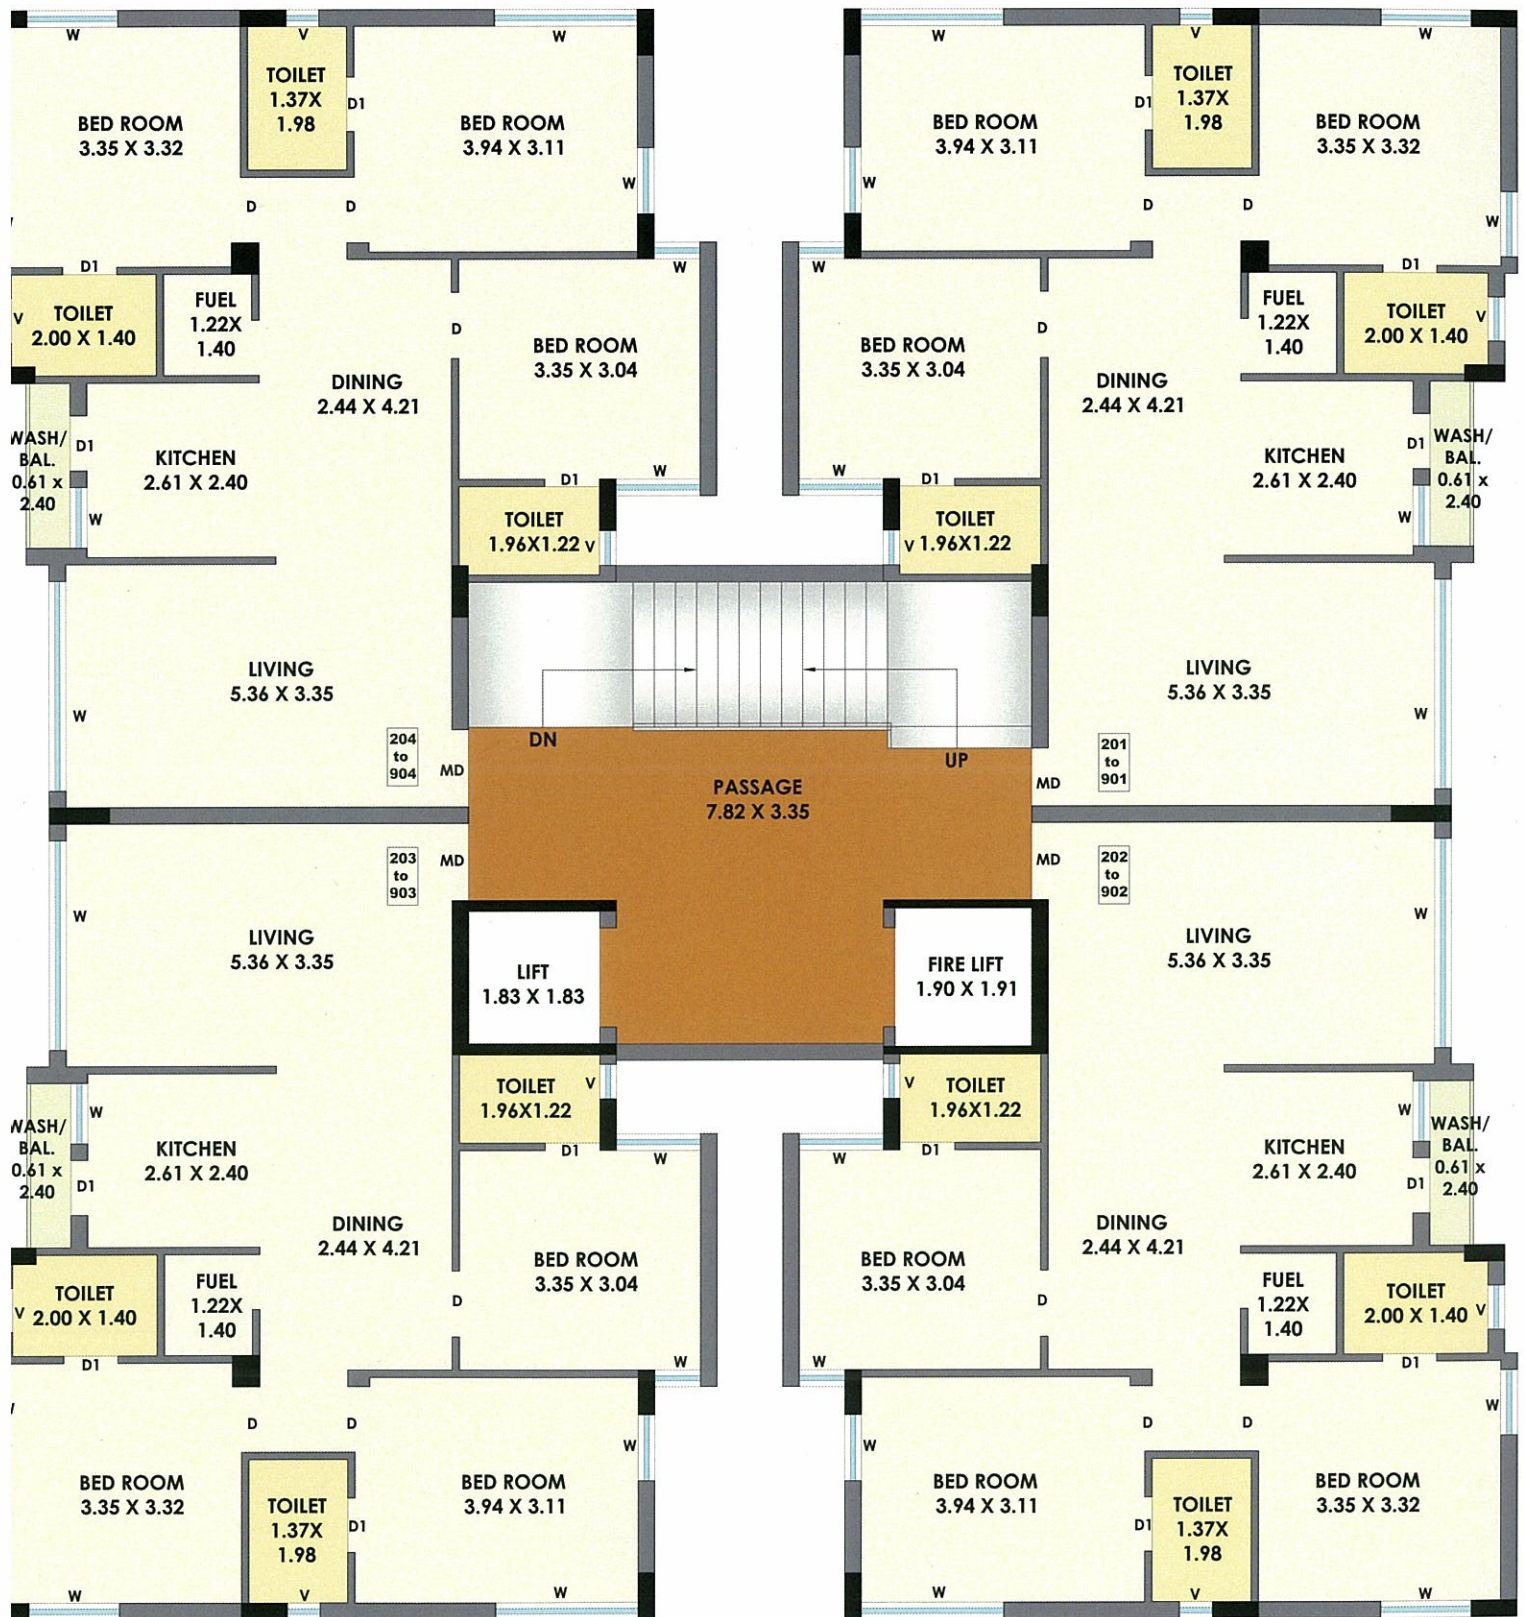 W
V
W
W
V
W
TOILET
1.37X
1.98
D1
BED ROOM
3.35 X 3.32
BED ROOM
3.94 X 3.11
W
D
D
BED ROOM
3.94 X 3.11
D1
TOILET
1.37X
1.98
BED ROOM
3.35 X 3.32
W
D
D
W
D1
TOILET
2.00 X 1.40
V
FUEL
1.22X
1.40
D
W
BED ROOM
3.35 X 3.04
W
D1
DINING
2.44 X 4.21
W
BED ROOM
3.35 X 3.04
W
D1
D
DINING
2.44 X 4.21
FUEL
1.22X
1.40
D1
TOILET
2.00 X 1.40
V
WASH/
BAL.
0.61 x
2.40
D1
W
KITCHEN
2.61 X 2.40
TOILET
1.96X1.22
V
V
TOILET
1.96X1.22
KITCHEN
2.61 X 2.40
D1
W
WASH/
BAL.
0.61 x
2.40
LIVING
5.36 X 3.35
W
204
to
904
MD
DN
UP
PASSAGE
7.82 X 3.35
MD
201
to
901
LIVING
5.36 X 3.35
W
W
LIVING
5.36 X 3.35
203
to
903
MD
LIFT
1.83 X 1.83
FIRE LIFT
1.90 X 1.91
MD
202
to
902
LIVING
5.36 X 3.35
W
WASH/
BAL.
0.61 x
2.40
W
D1
KITCHEN
2.61 X 2.40
TOILET
1.96X1.22
V
D1
W
V
TOILET
1.96X1.22
D1
W
KITCHEN
2.61 X 2.40
W
D1
WASH/
BAL.
0.61 x
2.40
DINING
2.44 X 4.21
D
BED ROOM
3.35 X 3.04
W
BED ROOM
3.35 X 3.04
W
D
DINING
2.44 X 4.21
V
TOILET
2.00 X 1.40
D1
FUEL
1.22X
1.40
FUEL
1.22X
1.40
TOILET
2.00 X 1.40
V
D1
D
D
W
W
D
D
W
BED ROOM
3.35 X 3.32
TOILET
1.37X
1.98
D1
BED ROOM
3.94 X 3.11
BED ROOM
3.94 X 3.11
D1
TOILET
1.37X
1.98
BED ROOM
3.35 X 3.32
W
V
W
W
V
W